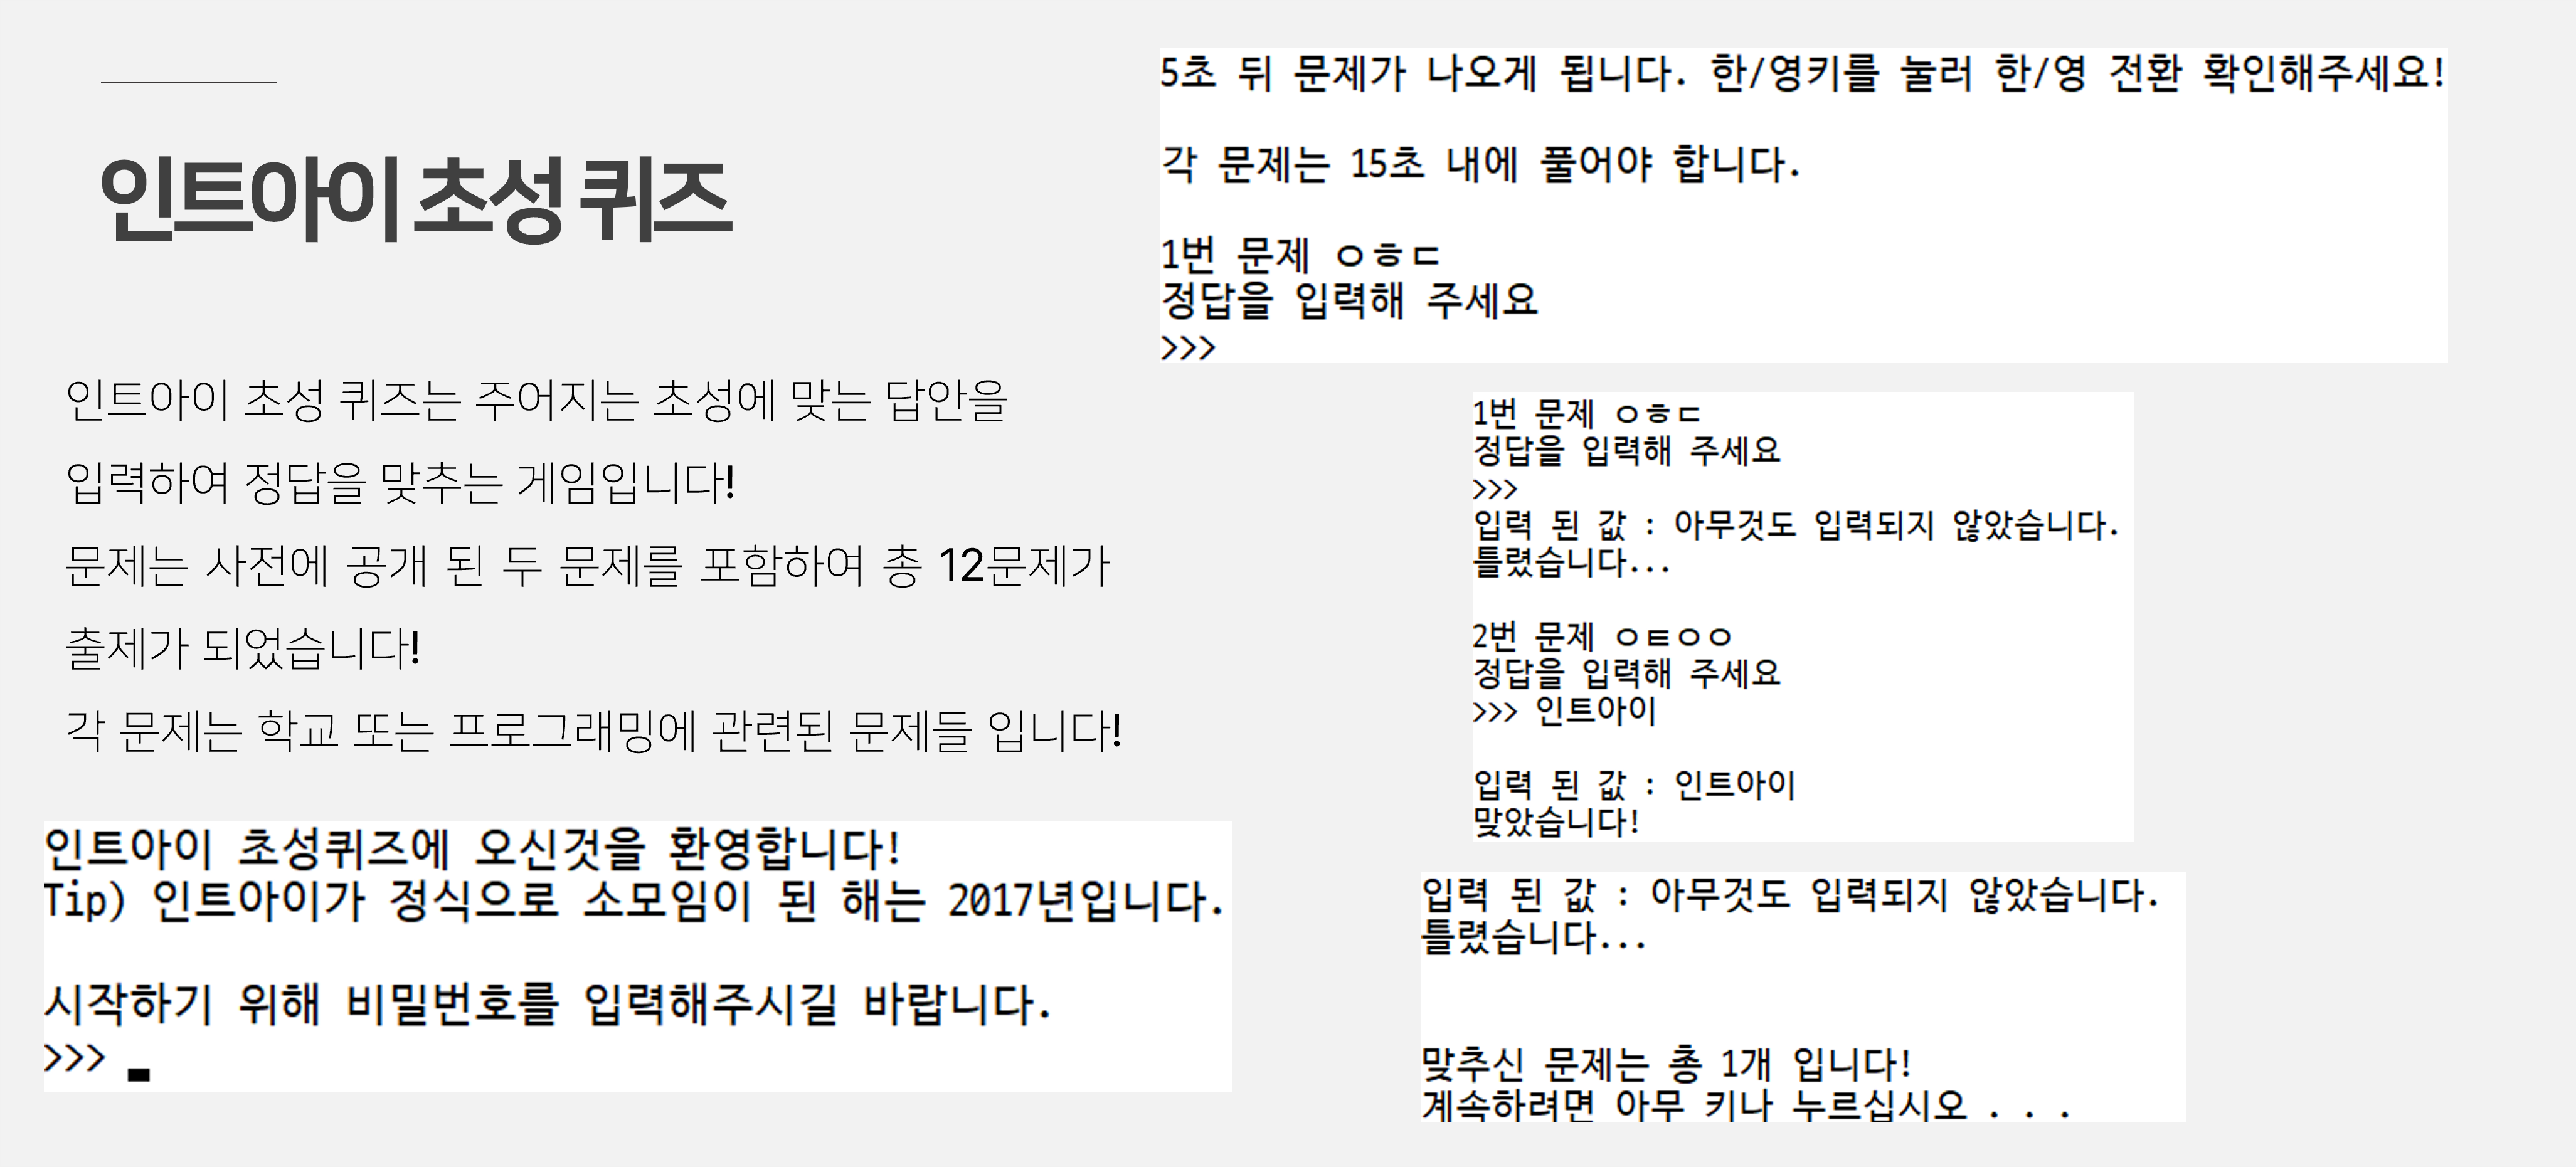 인트아이 초성 퀴즈
인트아이 초성 퀴즈는 주어지는 초성에 맞는 답안을
입력하여 정답을 맞추는 게임입니다!
문제는 사전에 공개 된 두 문제를 포함하여 총 12문제가
출제가 되었습니다!
각 문제는 학교 또는 프로그래밍에 관련된 문제들 입니다!
인트아이 초성퀴즈에 오신것을 환영합니다!
Tip) 인트아이가 정식으로 소모임이 된 해는 2017년입니다.
시작하기 위해 비밀번호를 입력해주시길 바랍니다.
>>>
5초 뒤 문제가 나오게 됩니다. 한/영키를 눌러 한/영 전환 확인해주세요!
각 문제는 15초 내에 풀어야 합니다.
1번 문제 ㅇㅎㄷ
정답을 입력해 주세요
>>>
1번 문제 ㅇㅎㄷ
정답을 입력해 주세요
>>>
입력 된 값 : 아무것도 입력되지 않았습니다.
틀렸습니다...
2번 문제 ㅇㅌㅇㅇ
정답을 입력해 주세요
>>> 인트아이
입력 된 값 : 인트아이
맞았습니다!
입력 된 값 : 아무것도 입력되지 않았습니다.
틀렸습니다...
맞추신 문제는 총 1개 입니다!
계속하려면 아무 키나 누르십시오 . . .